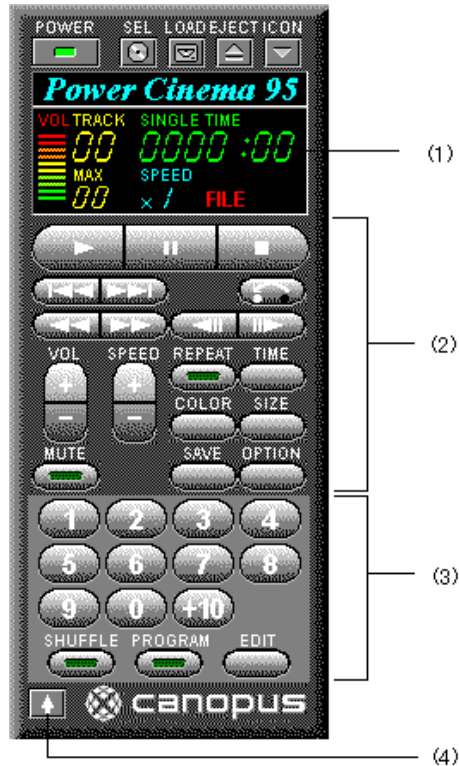 POWER SEL LOAD EJECT ICON
Power Cinema 95
VOL TRACK SINGLE TIME
00 0000 :00
MAX SPEED
00 ×1 FILE
(1)
(2)
VOL SPEED REPEAT TIME
+ +
- -
COLOR SIZE
MUTE SAVE OPTION
1 2 3 4
5 6 7 8
(3)
9 0 +10
SHUFFLE PROGRAM EDIT
canopus
(4)